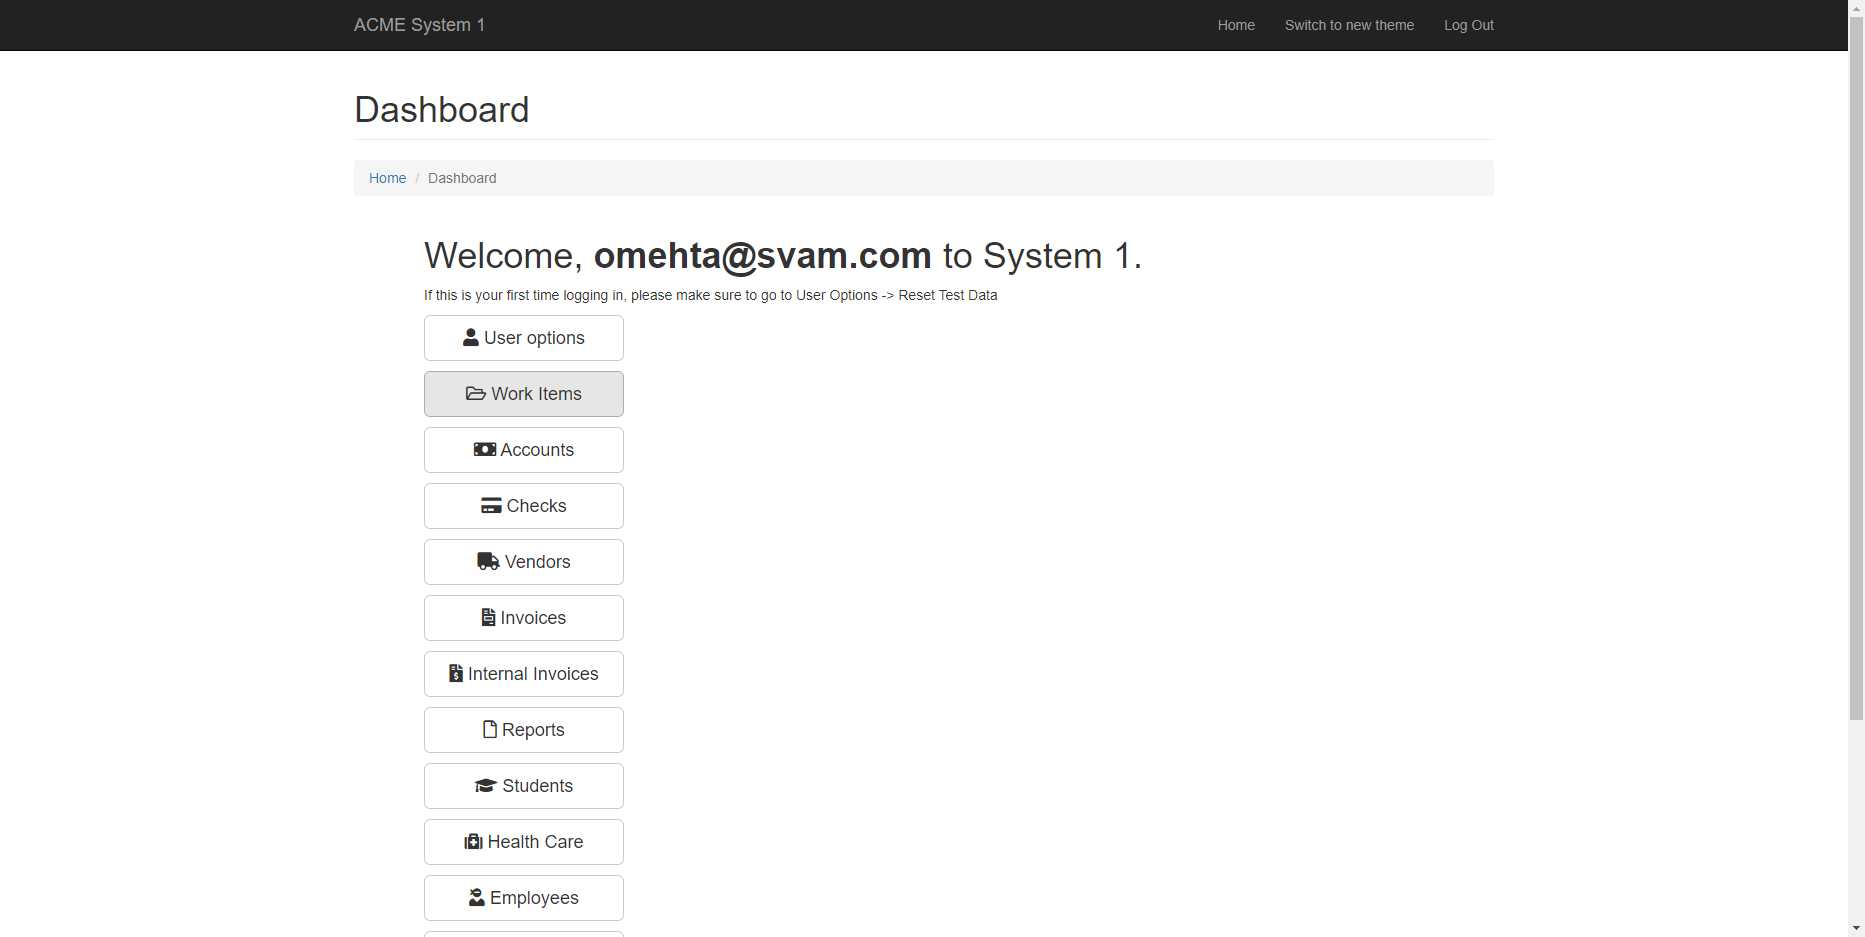 ACME System 1
Home
Switch to new theme
Log Out
Dashboard
Home / Dashboard
Welcome, omehta@svam.com to System 1.
If this is your first time logging in, please make sure to go to User Options -> Reset Test Data
User options
Work Items
Accounts
Checks
Vendors
Invoices
Internal Invoices
Reports
Students
Health Care
Employees